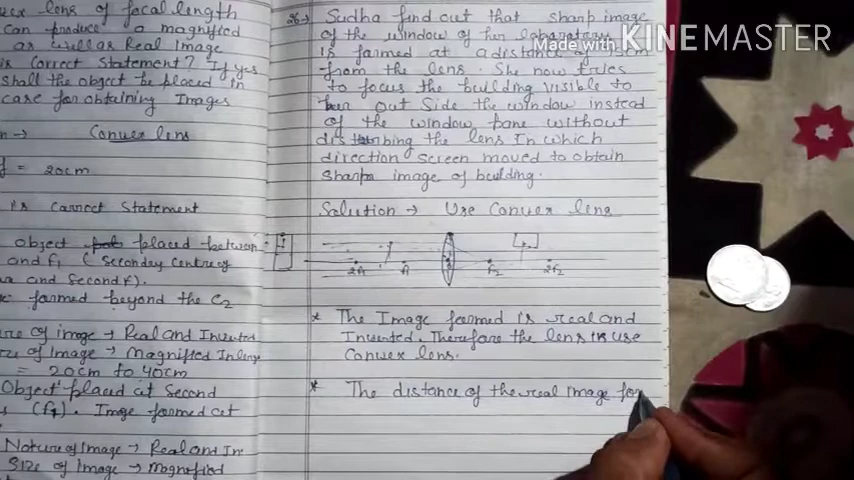 vex lens of focal length
can produce a magnified
as well as Real Image
is Correct Statement? If yes
shall the object be placed in
case for obtaining Images
Convex lens
f = 20cm
is Correct Statement
object placed between
and f1 ( Secondary Centre of
and Second F).
formed beyond the C2
ure of image → Real and Inverted
ze of Image → Magnified In
= 20cm to 40cm
Object placed at Second
(f1). Imge formed at
Nature of Image → Real and In
Size of Image → Magnified
26 → Sudha find out that sharp image
of the window of her laboratory
is formed at a distance of
from the lens. She now tries
to focus the building visible to
her out Side the window instead
of the window pane without
disturbing the lens In which
direction screen moved to obtain
sharp image of building.
Solution → Use Convex lens
2f1 f1 f2 2f2
* The Image formed is real and
Inverted. Therefore the lens is use
Convex lens.
* The distance of the real Image for
Made with KINEMASTER